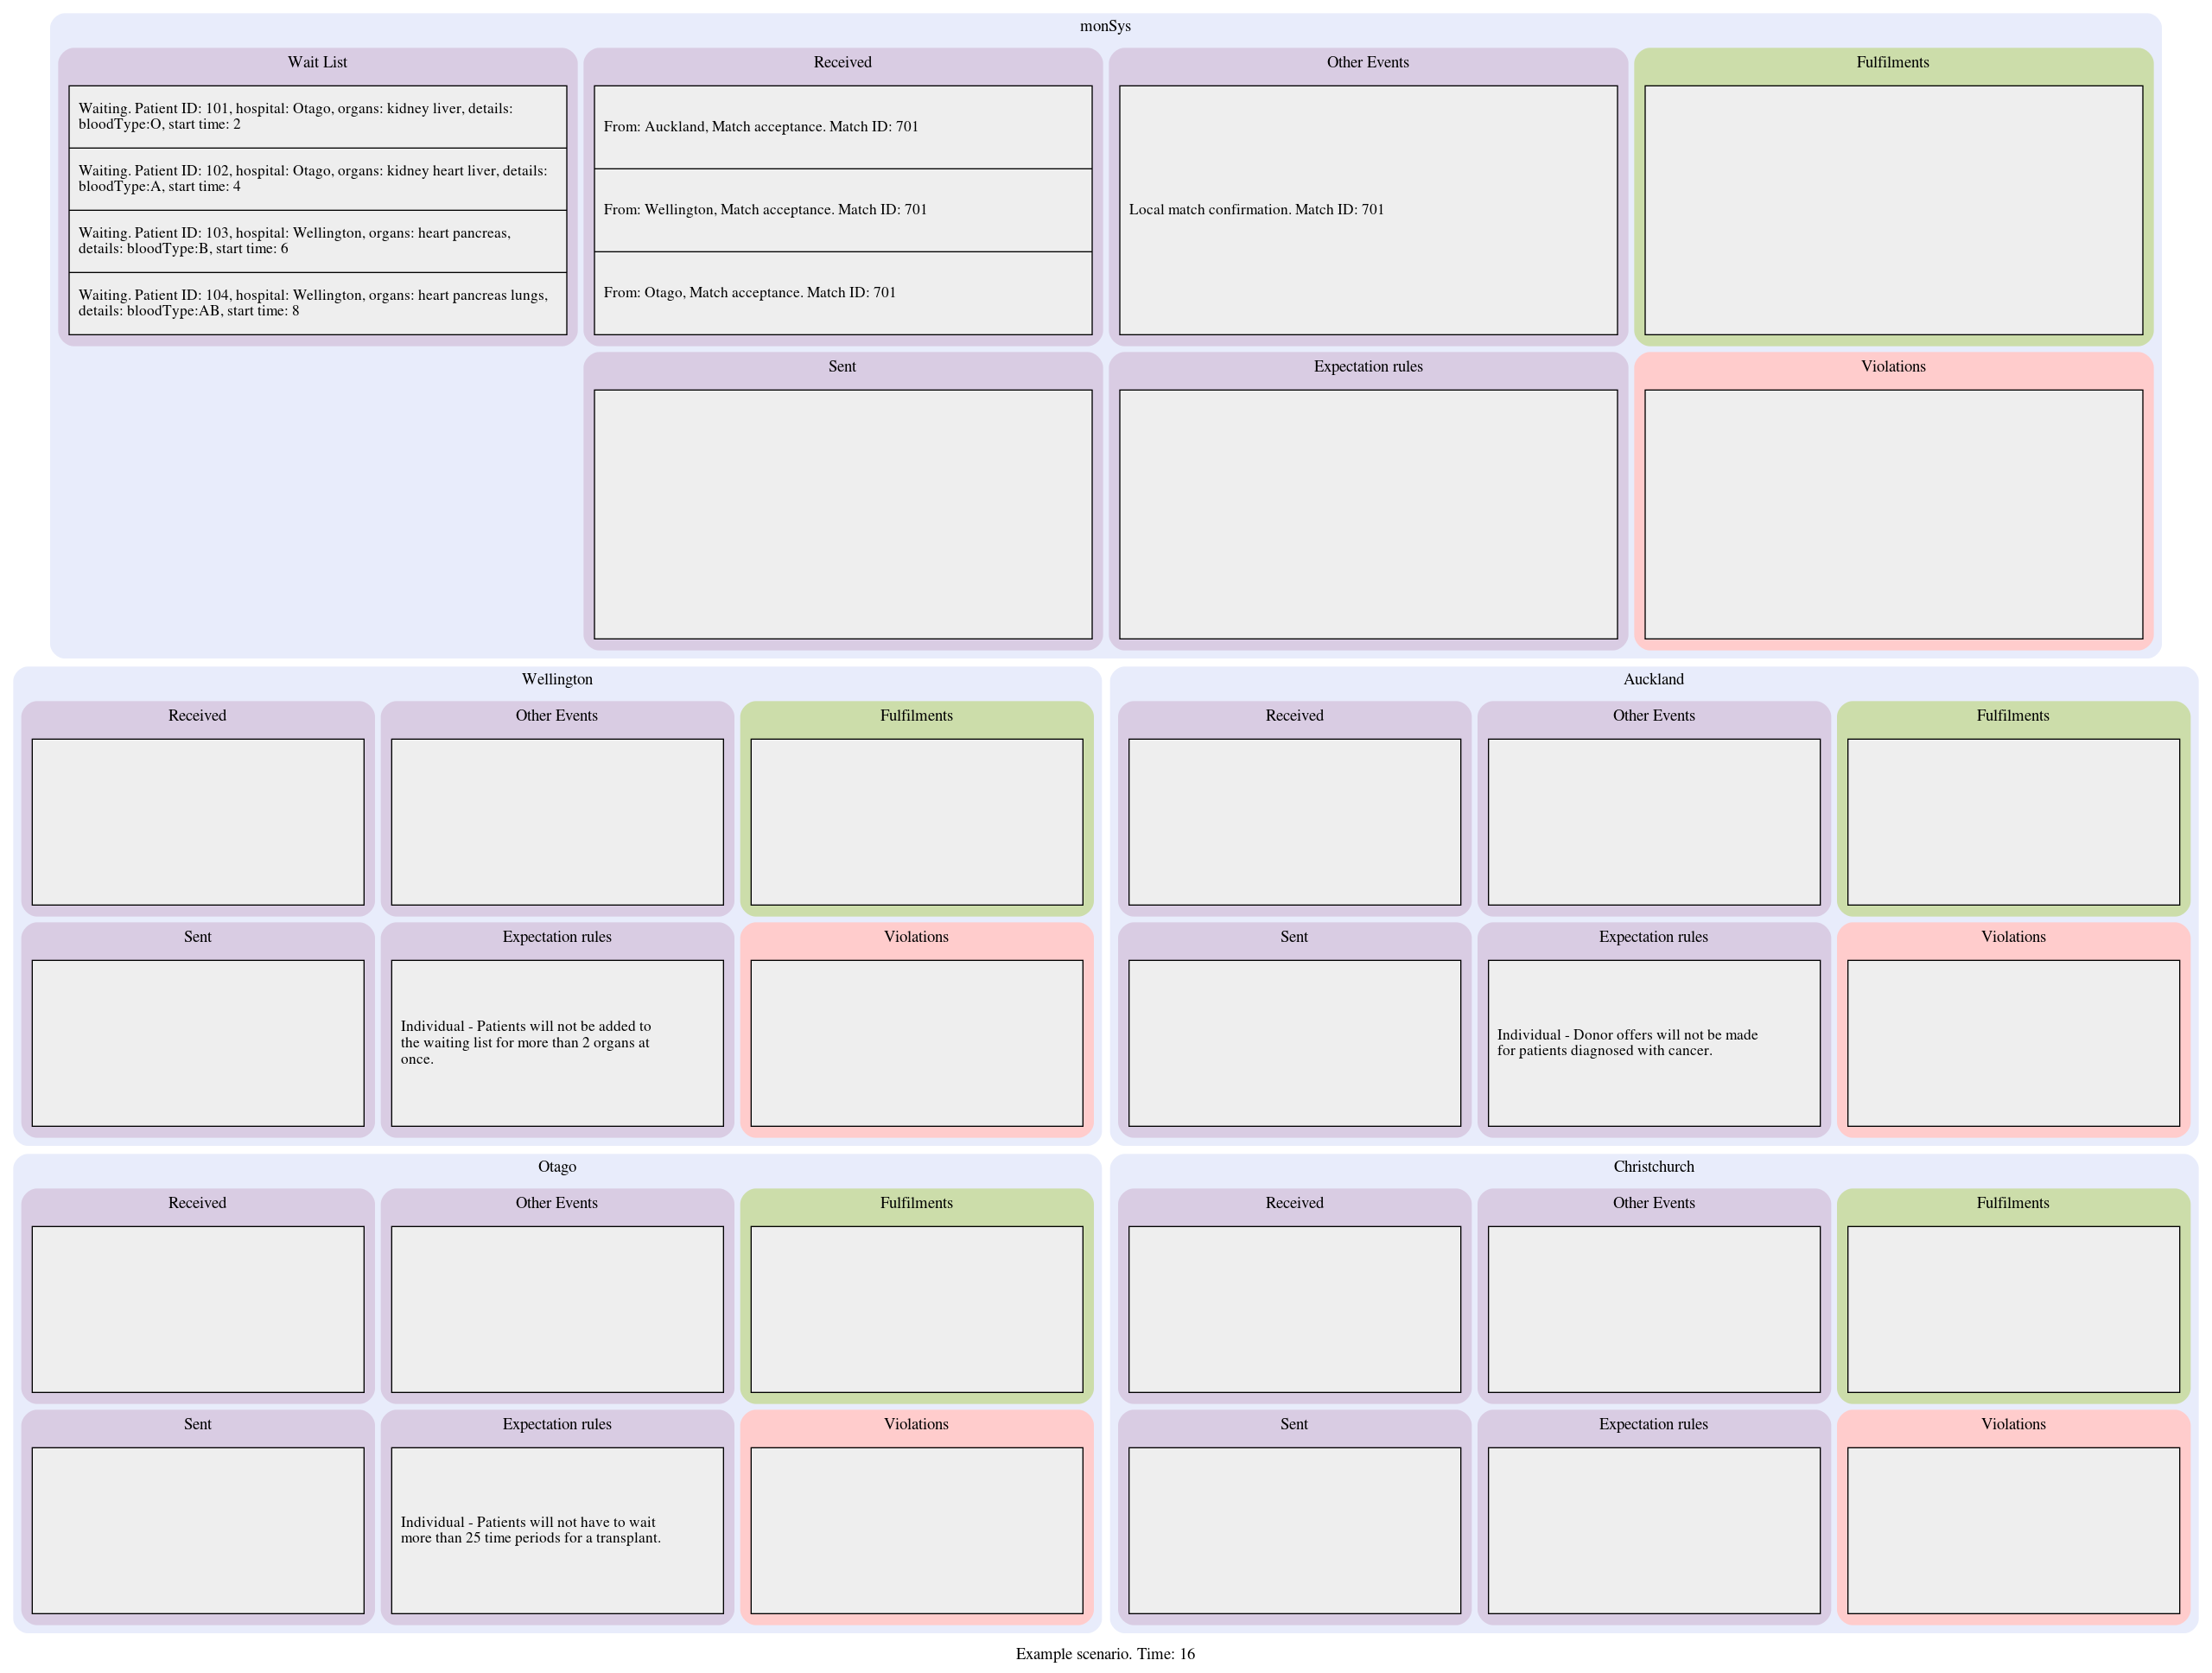 monSys
Wait List
Waiting. Patient ID: 101, hospital: Otago, organs: kidney liver, details:
bloodType:O, start time: 2
Waiting. Patient ID: 102, hospital: Otago, organs: kidney heart liver, details:
bloodType:A, start time: 4
Waiting. Patient ID: 103, hospital: Wellington, organs: heart pancreas,
details: bloodType:B, start time: 6
Waiting. Patient ID: 104, hospital: Wellington, organs: heart pancreas lungs,
details: bloodType:AB, start time: 8
Received
From: Auckland, Match acceptance. Match ID: 701
From: Wellington, Match acceptance. Match ID: 701
From: Otago, Match acceptance. Match ID: 701
Other Events
Local match confirmation. Match ID: 701
Fulfilments
Sent
Expectation rules
Violations
Wellington
Received
Other Events
Fulfilments
Sent
Expectation rules
Individual - Patients will not be added to
the waiting list for more than 2 organs at
once.
Violations
Auckland
Received
Other Events
Fulfilments
Sent
Expectation rules
Individual - Donor offers will not be made
for patients diagnosed with cancer.
Violations
Otago
Received
Other Events
Fulfilments
Sent
Expectation rules
Individual - Patients will not have to wait
more than 25 time periods for a transplant.
Violations
Christchurch
Received
Other Events
Fulfilments
Sent
Expectation rules
Violations
Example scenario. Time: 16